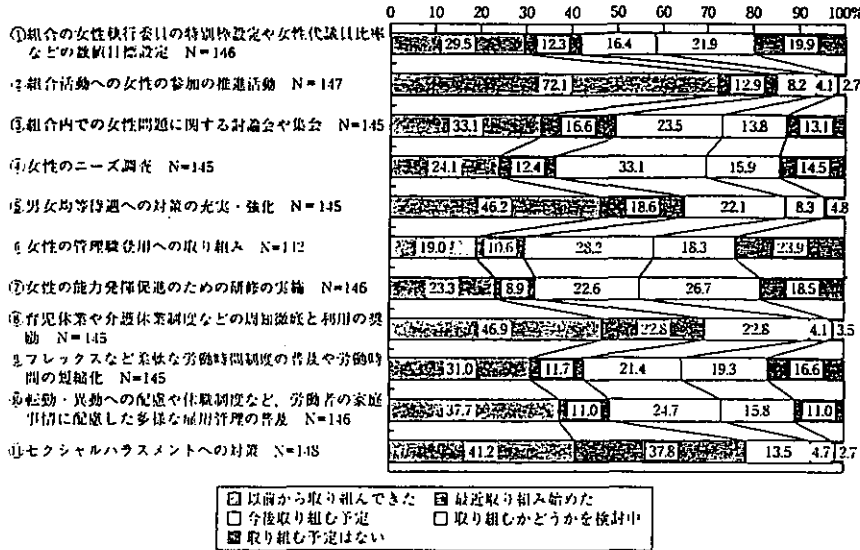 0 10 20 30 40 50 60 70 80 90 100%
①組合の女性執行委員の特別枠設定や女性代議員比率
などの数値目標設定 N=146
29.5 12.3 16.4 21.9 19.9
②組合活動への女性の参加の推進活動 N=147
72.1 12.9 8.2 4.1 2.7
③組合内での女性問題に関する討論会や集会 N=145
33.1 16.6 23.5 13.8 13.1
④女性のニーズ調査 N=145
24.1 12.4 33.1 15.9 14.5
⑤男女均等待遇への対策の充実・強化 N=145
46.2 18.6 22.1 8.3 4.8
⑥女性の管理職登用への取り組み N=142
19.0 10.6 28.2 18.3 23.9
⑦女性の能力発揮促進のための研修の実施 N=146
23.3 8.9 22.6 26.7 18.5
⑧育児休業や介護休業制度などの周知徹底と利用の奨
励 N=145
46.9 22.8 22.8 4.1 3.5
⑨フレックスなど柔軟な労働時間制度の普及や労働時
間の短縮化 N=145
31.0 11.7 21.4 19.3 16.6
⑩転勤・異動への配慮や休職制度など，労働者の家庭
事情に配慮した多様な雇用管理の普及 N=146
37.7 11.0 24.7 15.8 11.0
⑪セクシャルハラスメントへの対策 N=148
41.2 37.8 13.5 4.7 2.7
以前から取り組んできた 最近取り組み始めた
今後取り組む予定 取り組むかどうかを検討中
取り組む予定はない